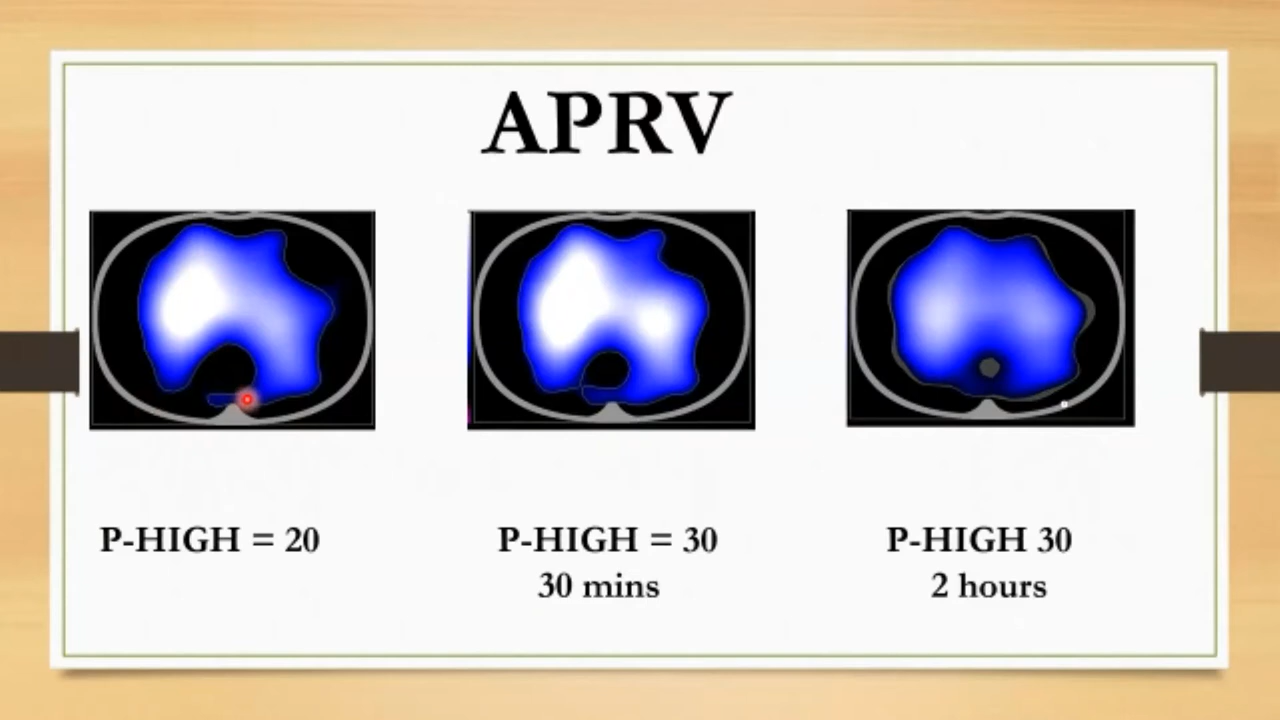 APRV
P-HIGH = 20
P-HIGH = 30
30 mins
P-HIGH 30
2 hours